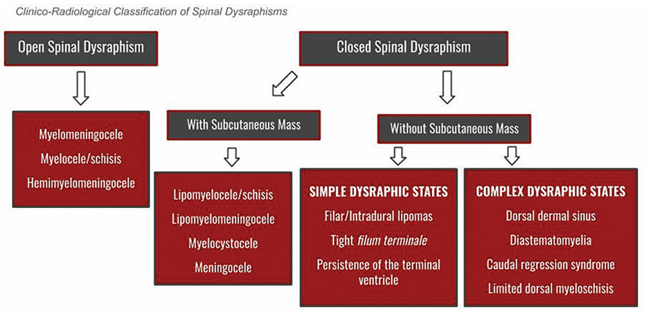 Clinico-Radiological Classification of Spinal Dysraphisms
Open Spinal Dysraphism
Closed Spinal Dysraphism
Myelomeningocele
Myelocele/schisis
Hemimyelomeningocele
With Subcutaneous Mass
Without Subcutaneous Mass
Lipomyelocele/schisis
Lipomyelomeningocele
Myelocystocele
Meningocele
SIMPLE DYSRAPHIC STATES
Filar/Intradural lipomas
Tight filum terminale
Persistence of the terminal
ventricle
COMPLEX DYSRAPHIC STATES
Dorsal dermal sinus
Diastematomyelia
Caudal regression syndrome
Limited dorsal myeloschisis